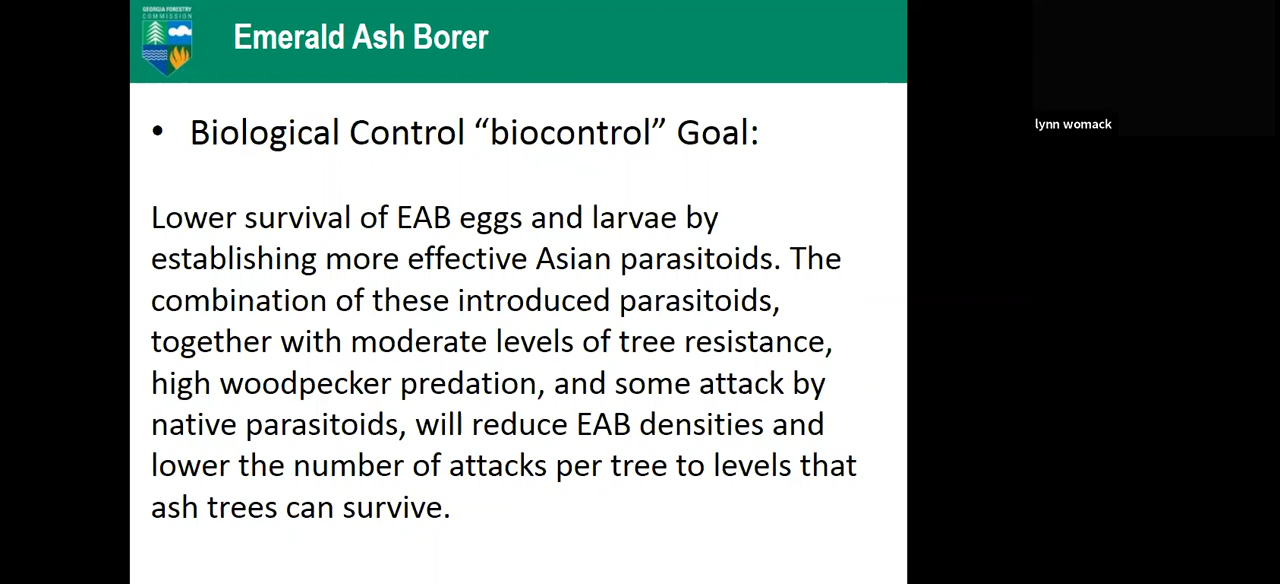 GEORGIA FORESTRY
COMMISSION
Emerald Ash Borer
lynn womack
• Biological Control “biocontrol” Goal:
Lower survival of EAB eggs and larvae by
establishing more effective Asian parasitoids. The
combination of these introduced parasitoids,
together with moderate levels of tree resistance,
high woodpecker predation, and some attack by
native parasitoids, will reduce EAB densities and
lower the number of attacks per tree to levels that
ash trees can survive.